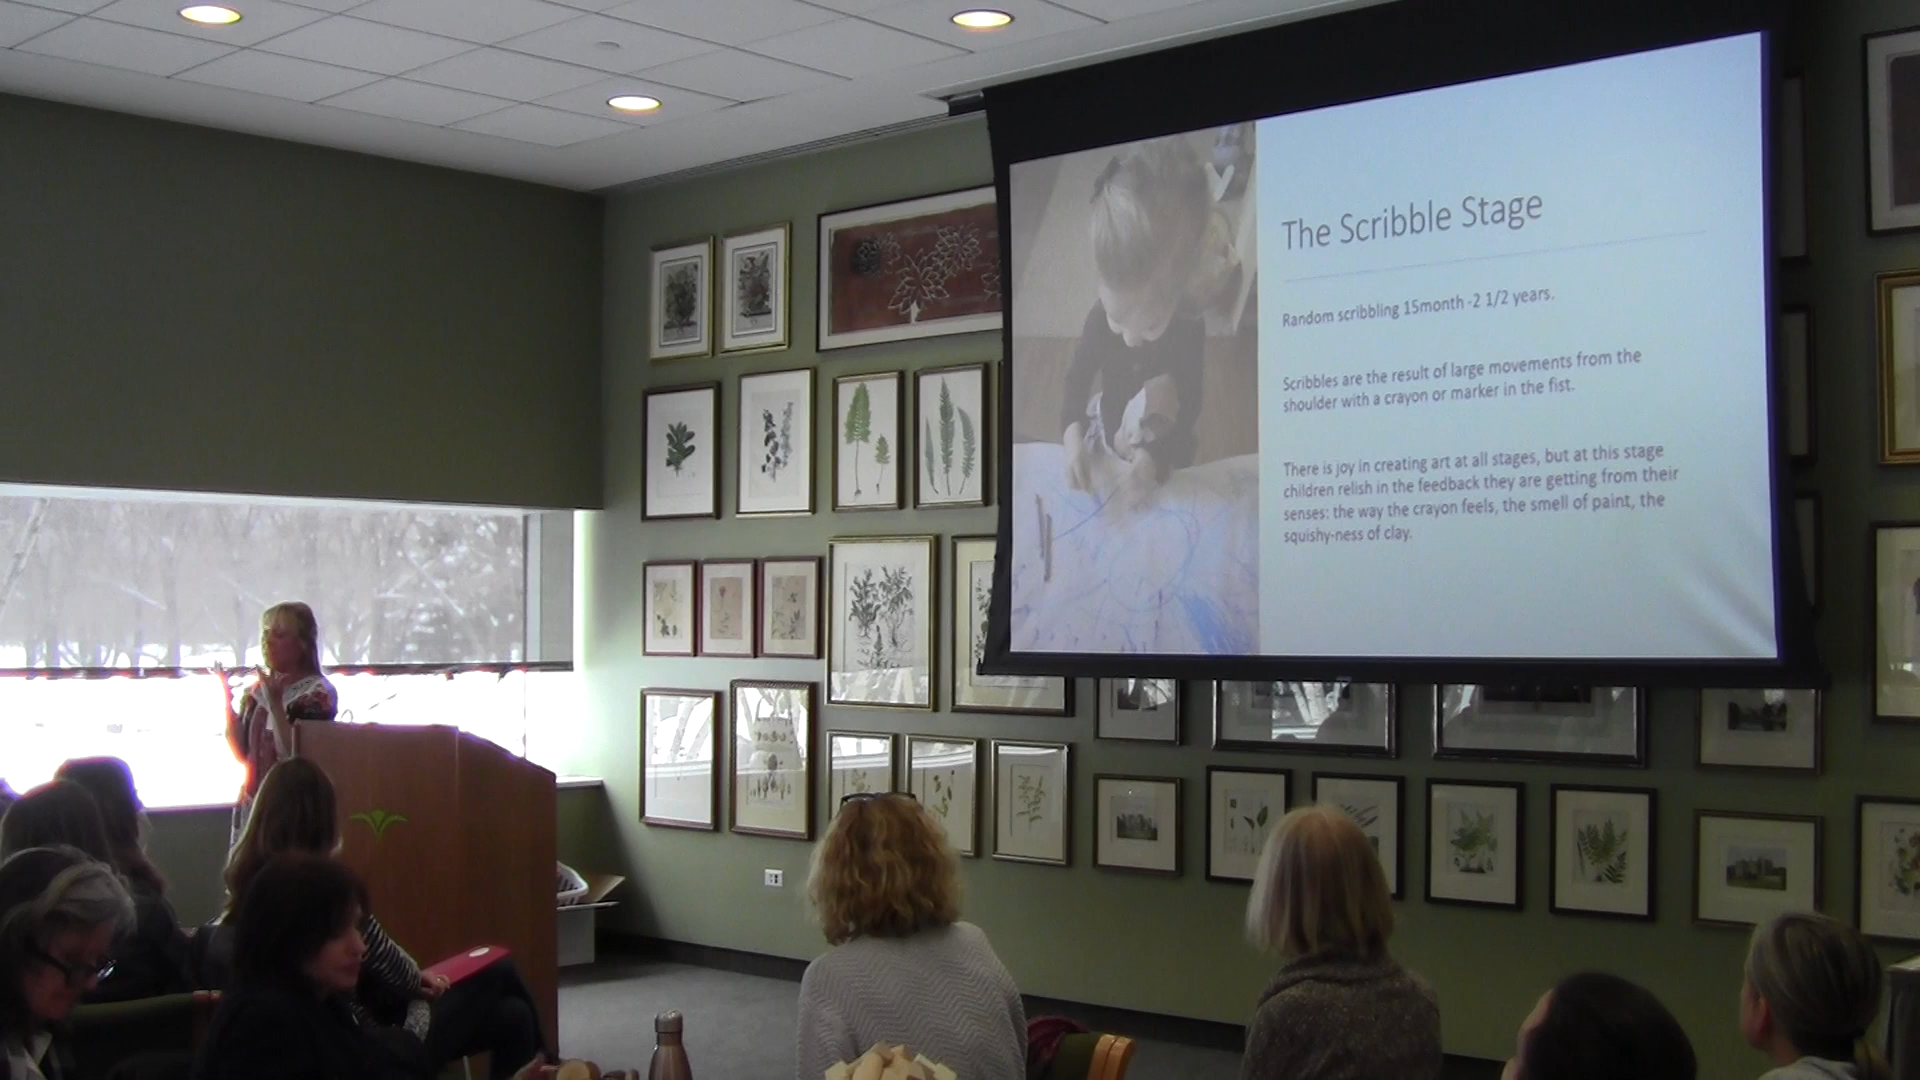 The Scribble Stage
Random scribbling 15month -2 1/2 years.
Scribbles are the result of large movements from the
shoulder with a crayon or marker in the fist.
There is joy in creating art at all stages, but at this stage
children relish in the feedback they are getting from their
senses: the way the crayon feels, the smell of paint, the
squishy-ness of clay.